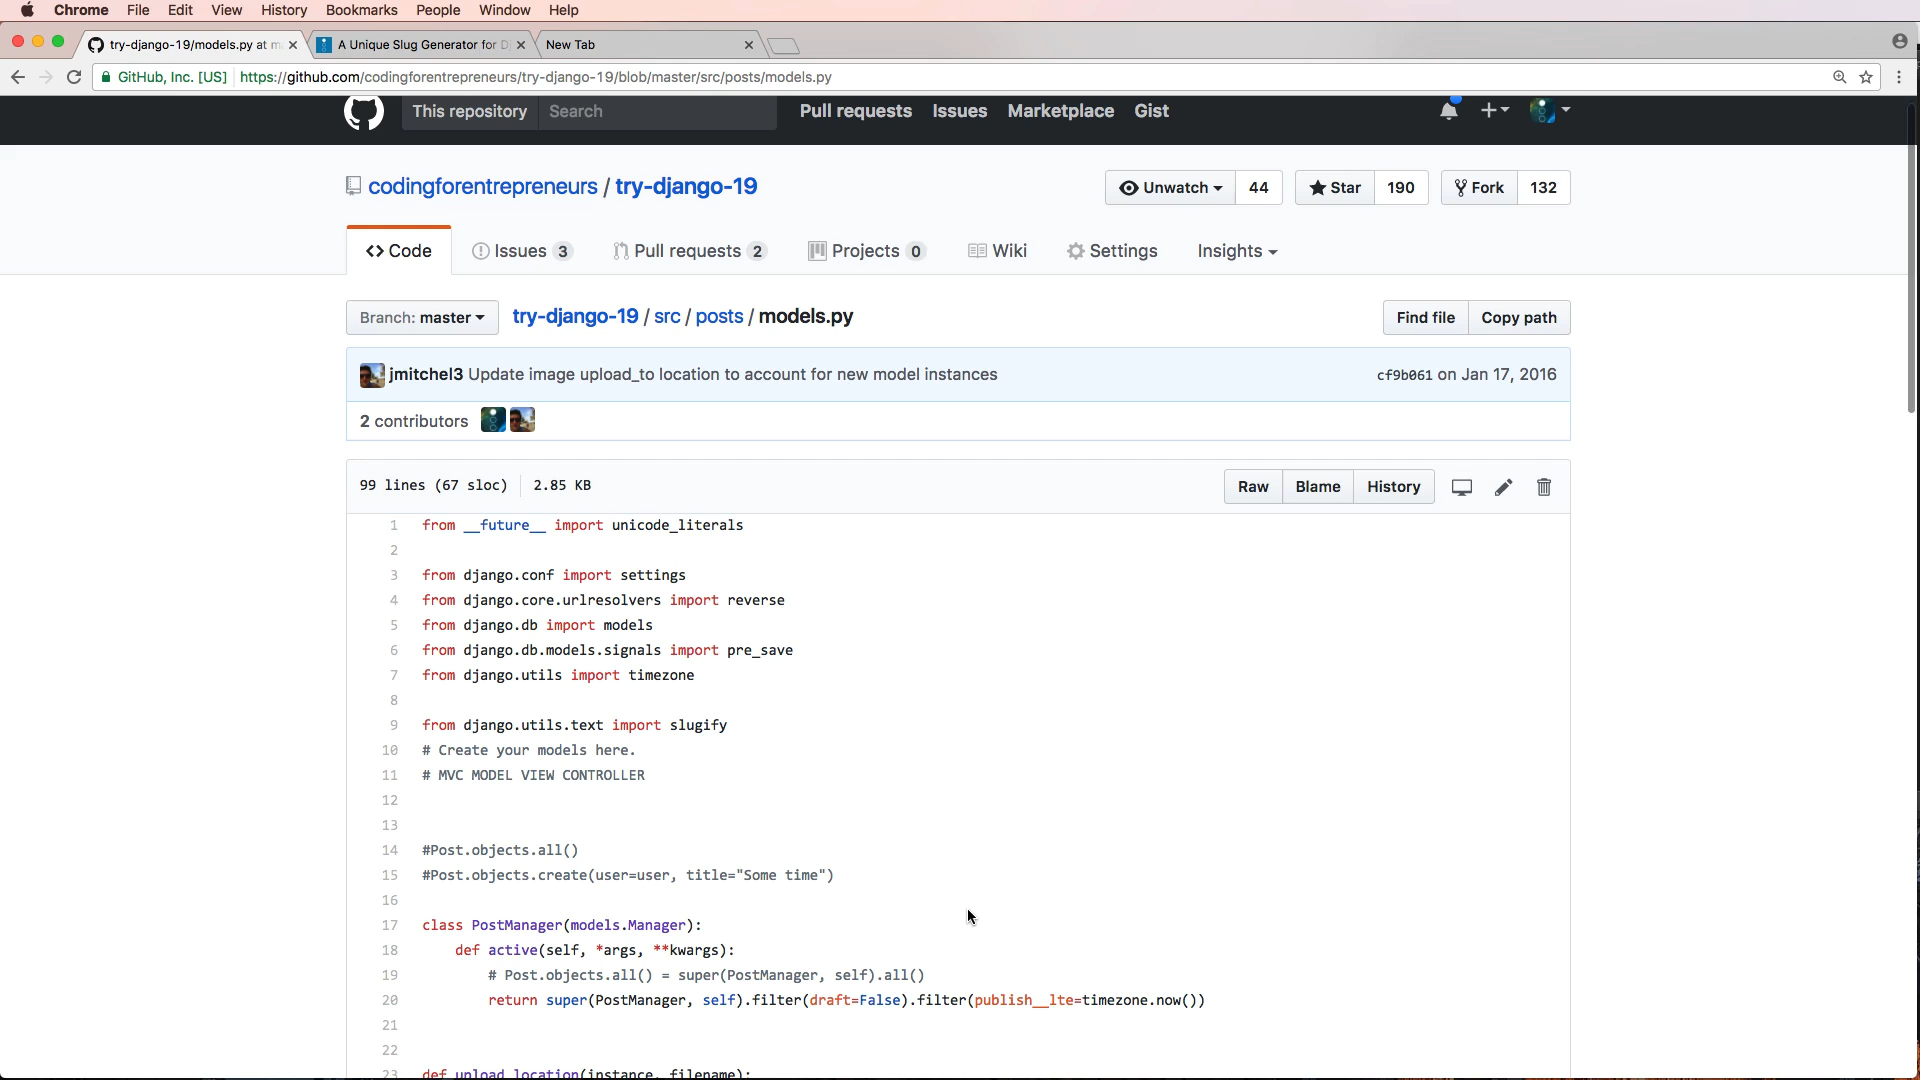 Chrome File Edit View History Bookmarks People Window Help
try-django-19/models.py at m A Unique Slug Generator for D New Tab
GitHub, Inc. [US] https://github.com/codingforentrepreneurs/try-django-19/blob/master/src/posts/models.py
This repository Search Pull requests Issues Marketplace Gist
codingforentrepreneurs / try-django-19 Unwatch 44 Star 190 Fork 132
Code Issues 3 Pull requests 2 Projects 0 Wiki Settings Insights
Branch: master try-django-19 / src / posts / models.py Find file Copy path
jmitchel3 Update image upload_to location to account for new model instances cf9b061 on Jan 17, 2016
2 contributors
99 lines (67 sloc) 2.85 KB Raw Blame History
1 from __future__ import unicode_literals
2
3 from django.conf import settings
4 from django.core.urlresolvers import reverse
5 from django.db import models
6 from django.db.models.signals import pre_save
7 from django.utils import timezone
8
9 from django.utils.text import slugify
10 # Create your models here.
11 # MVC MODEL VIEW CONTROLLER
12
13
14 #Post.objects.all()
15 #Post.objects.create(user=user, title="Some time")
16
17 class PostManager(models.Manager):
18 def active(self, *args, **kwargs):
19 # Post.objects.all() = super(PostManager, self).all()
20 return super(PostManager, self).filter(draft=False).filter(publish__lte=timezone.now())
21
22
23 def upload_location(instance, filename):